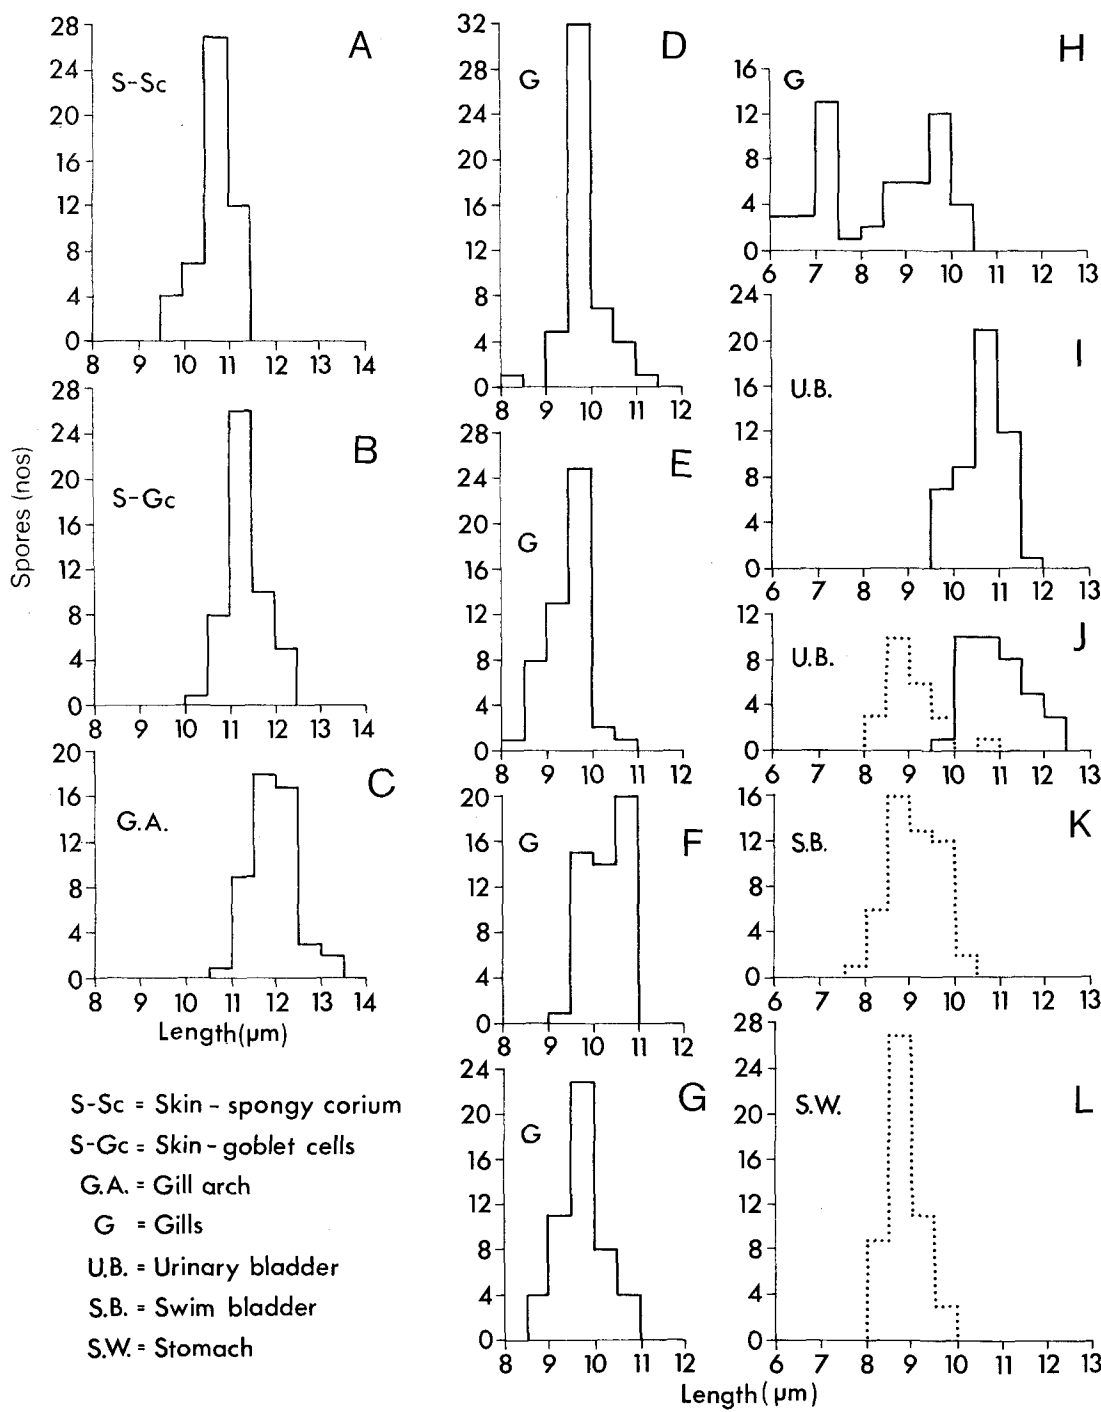 A
S-Sc
28
24
20
16
12
8
4
0
8 9 10 11 12 13 14
B
S-Gc
28
24
20
16
12
8
4
0
8 9 10 11 12 13 14
Spores (nos)
C
G.A.
20
16
12
8
4
0
8 9 10 11 12 13 14
Length(µm)
S-Sc = Skin - spongy corium
S-Gc = Skin - goblet cells
G.A. = Gill arch
G = Gills
U.B. = Urinary bladder
S.B. = Swim bladder
S.W. = Stomach
D
G
32
28
24
20
16
12
8
4
0
8 9 10 11 12
E
G
28
24
20
16
12
8
4
0
8 9 10 11 12
F
G
20
16
12
8
4
0
8 9 10 11 12
G
G
24
20
16
12
8
4
0
8 9 10 11 12
H
G
16
12
8
4
0
6 7 8 9 10 11 12 13
I
U.B.
24
20
16
12
8
4
0
6 7 8 9 10 11 12 13
J
U.B.
12
8
4
0
6 7 8 9 10 11 12 13
K
S.B.
16
12
8
4
0
6 7 8 9 10 11 12 13
L
S.W.
28
24
20
16
12
8
4
0
6 7 8 9 10 11 12 13
Length(µm)